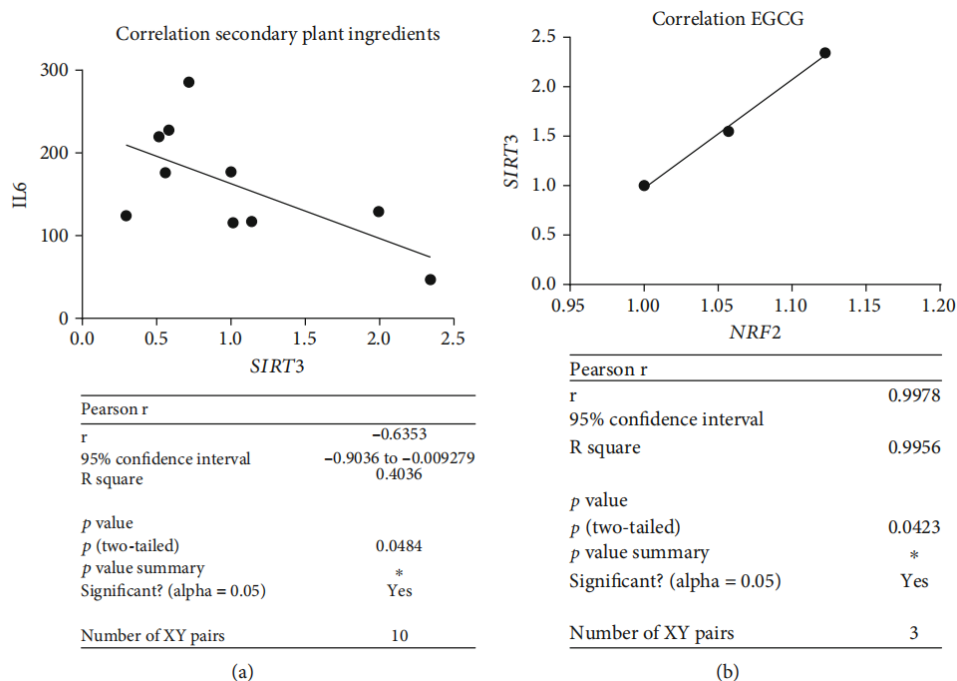 Correlation secondary plant ingredients
300
200
100
0
IL6
0.0 0.5 1.0 1.5 2.0 2.5
SIRT3
Pearson r
r −0.6353
95% confidence interval −0.9036 to −0.009279
R square 0.4036
p value
p (two-tailed) 0.0484
p value summary *
Significant? (alpha = 0.05) Yes
Number of XY pairs 10
(a)
Correlation EGCG
2.5
2.0
1.5
1.0
0.5
0.0
SIRT3
0.95 1.00 1.05 1.10 1.15 1.20
NRF2
Pearson r
r 0.9978
95% confidence interval
R square 0.9956
p value
p (two-tailed) 0.0423
p value summary *
Significant? (alpha = 0.05) Yes
Number of XY pairs 3
(b)